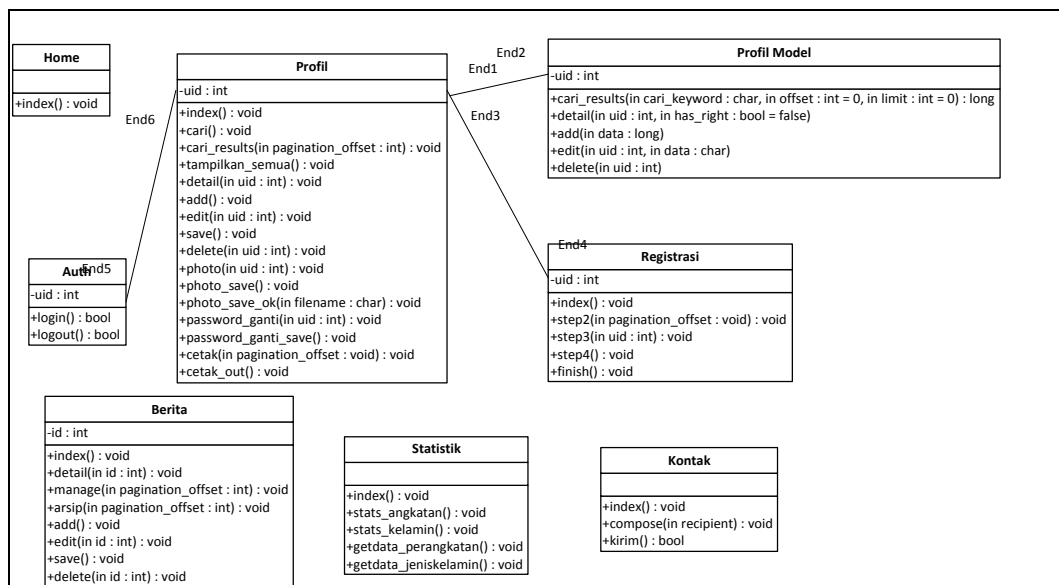 Home
+index() : void
Profil
-uid : int
+index() : void
+cari() : void
+cari_results(in pagination_offset : int) : void
+tampilkan_semua() : void
+detail(in uid : int) : void
+add() : void
+edit(in uid : int) : void
+save() : void
+delete(in uid : int) : void
+photo(in uid : int) : void
+photo_save() : void
+photo_save_ok(in filename : char) : void
+password_ganti(in uid : int) : void
+password_ganti_save() : void
+cetak(in pagination_offset : void) : void
+cetak_out() : void
End2
End1
End3
Profil Model
-uid : int
+cari_results(in cari_keyword : char, in offset : int = 0, in limit : int = 0) : long
+detail(in uid : int, in has_right : bool = false)
+add(in data : long)
+edit(in uid : int, in data : char)
+delete(in uid : int)
End6
End5
Auth
-uid : int
+login() : bool
+logout() : bool
End4
Registrasi
-uid : int
+index() : void
+step2(in pagination_offset : void) : void
+step3(in uid : int) : void
+step4() : void
+finish() : void
Berita
-id : int
+index() : void
+detail(in id : int) : void
+manage(in pagination_offset : int) : void
+arsip(in pagination_offset : int) : void
+add() : void
+edit(in id : int) : void
+save() : void
+delete(in id : int) : void
Statistik
+index() : void
+stats_angkatan() : void
+stats_kelamin() : void
+getdata_perangkatan() : void
+getdata_jeniskelamin() : void
Kontak
+index() : void
+compose(in recipient) : void
+kirim() : bool